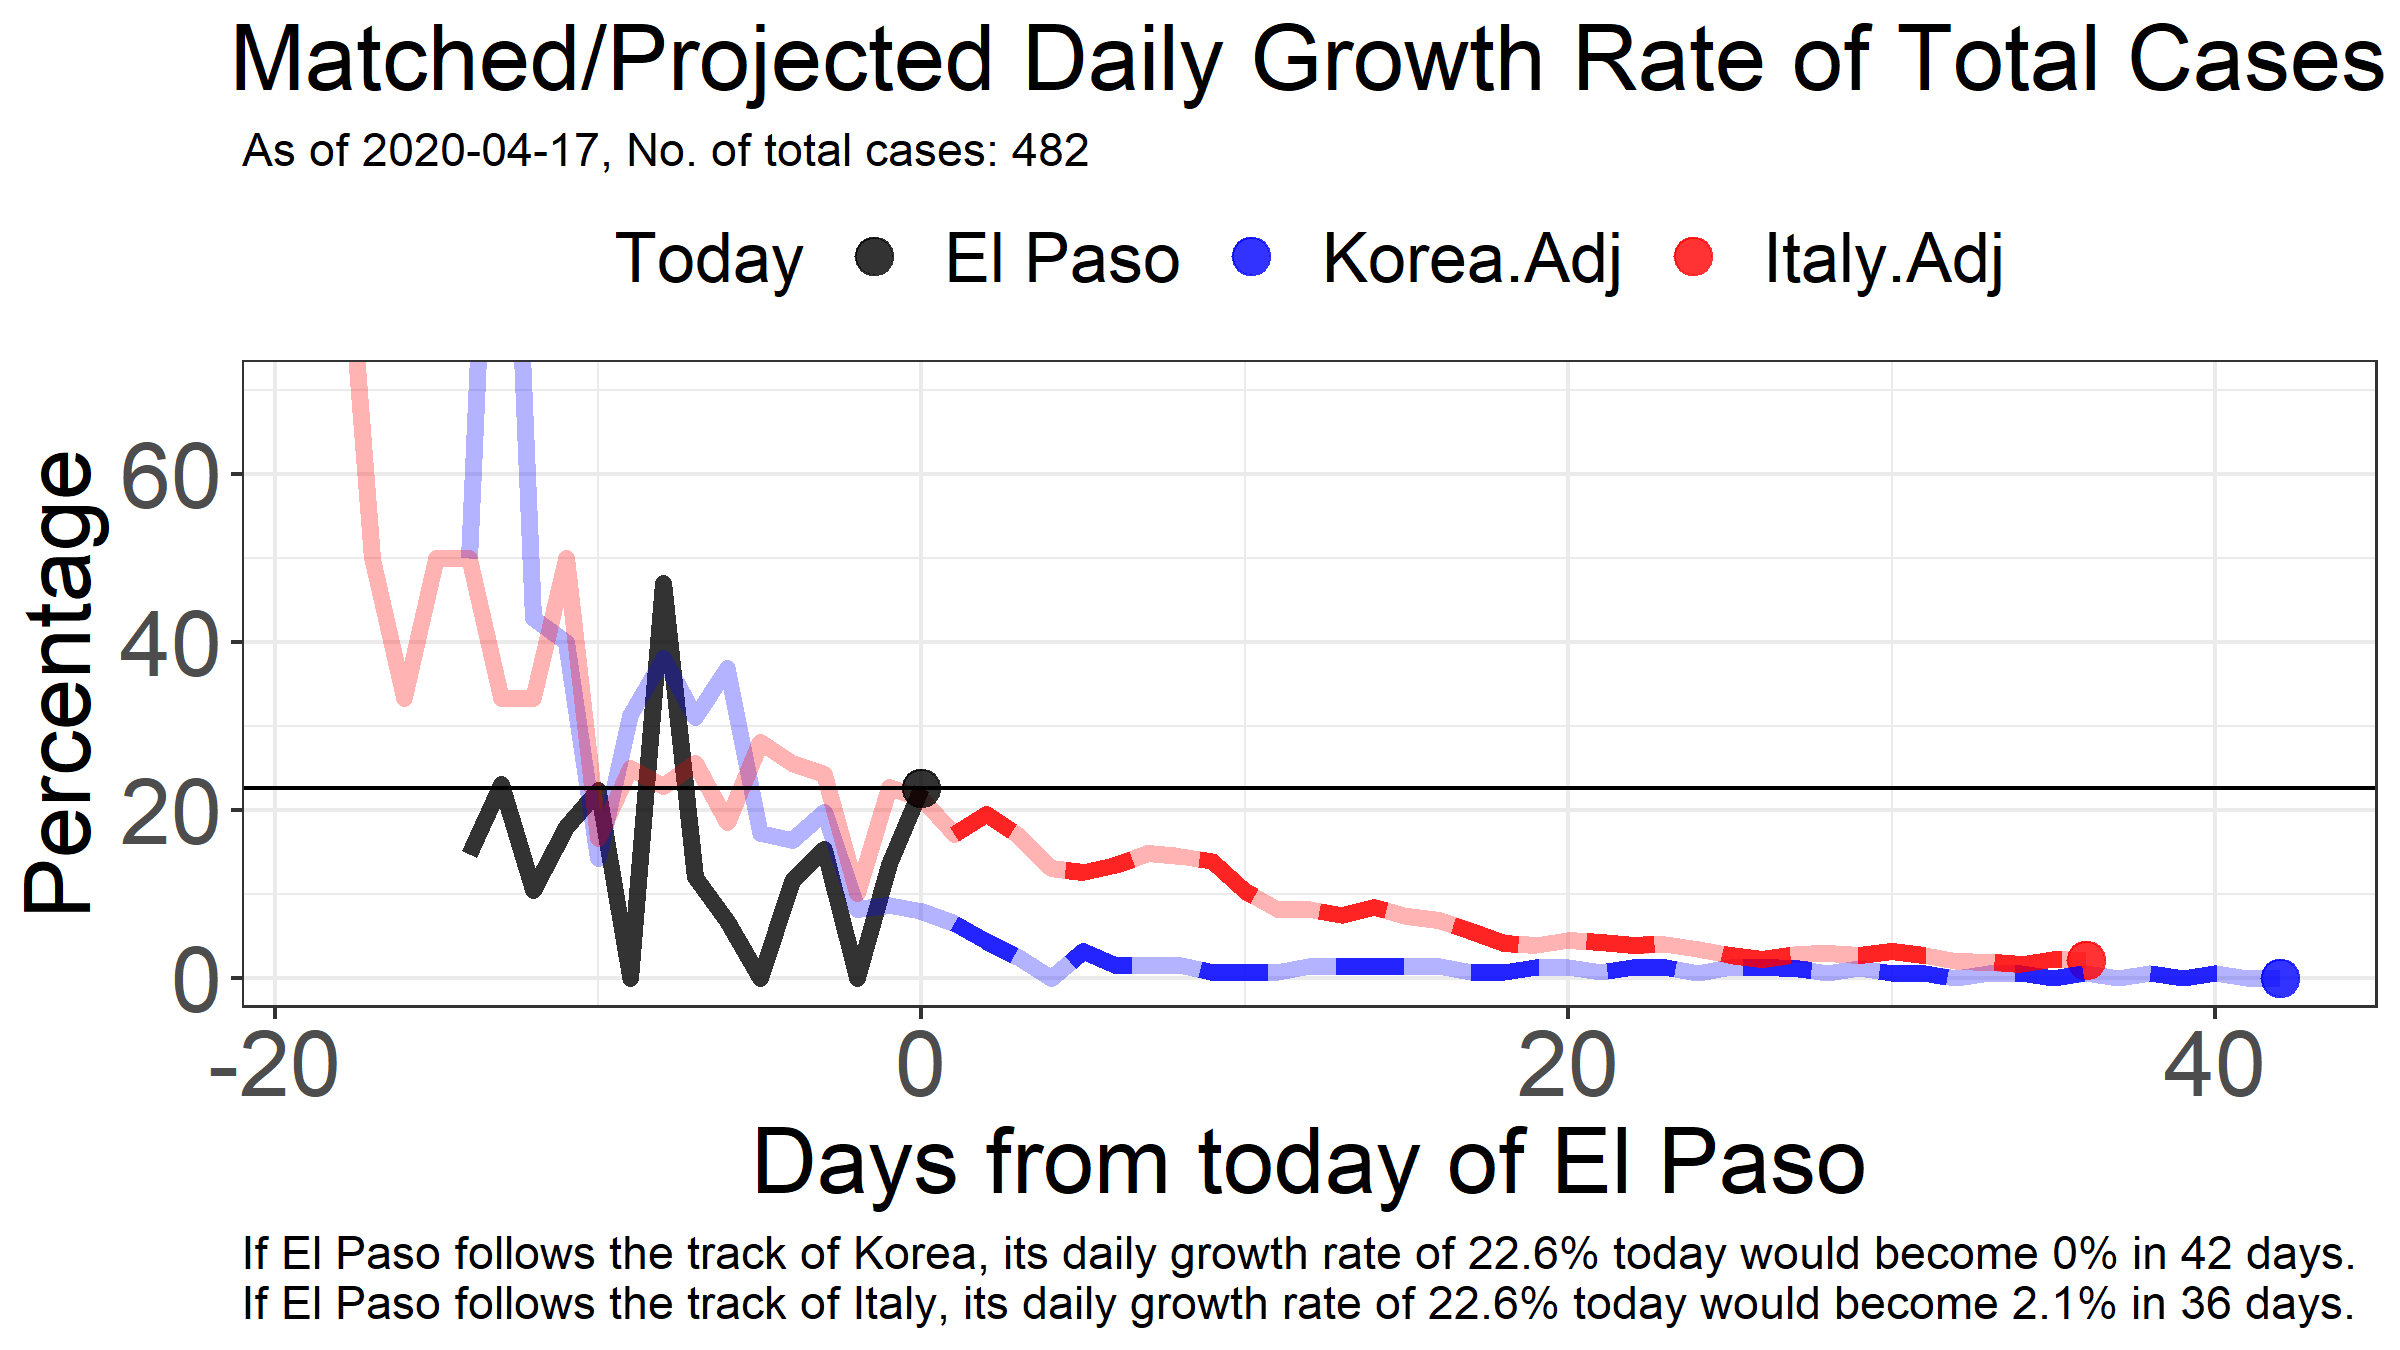 Matched/Projected Daily Growth Rate of Total Cases
As of 2020-04-17, No. of total cases: 482
Today El Paso Korea.Adj Italy.Adj
Percentage
60
40
20
0
-20 0 20 40
Days from today of El Paso
If El Paso follows the track of Korea, its daily growth rate of 22.6% today would become 0% in 42 days.
If El Paso follows the track of Italy, its daily growth rate of 22.6% today would become 2.1% in 36 days.